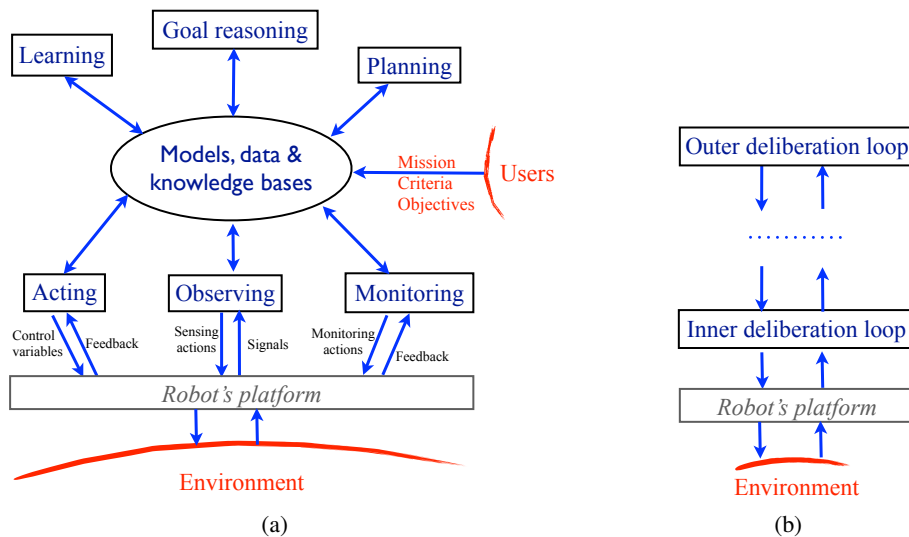 Goal reasoning
Learning
Planning
Models, data &
knowledge bases
Mission
Criteria
Objectives
Users
Acting
Observing
Monitoring
Control
variables
Feedback
Sensing
actions
Signals
Monitoring
actions
Feedback
Robot's platform
Environment
(a)
Outer deliberation loop
..............
Inner deliberation loop
Robot's platform
Environment
(b)